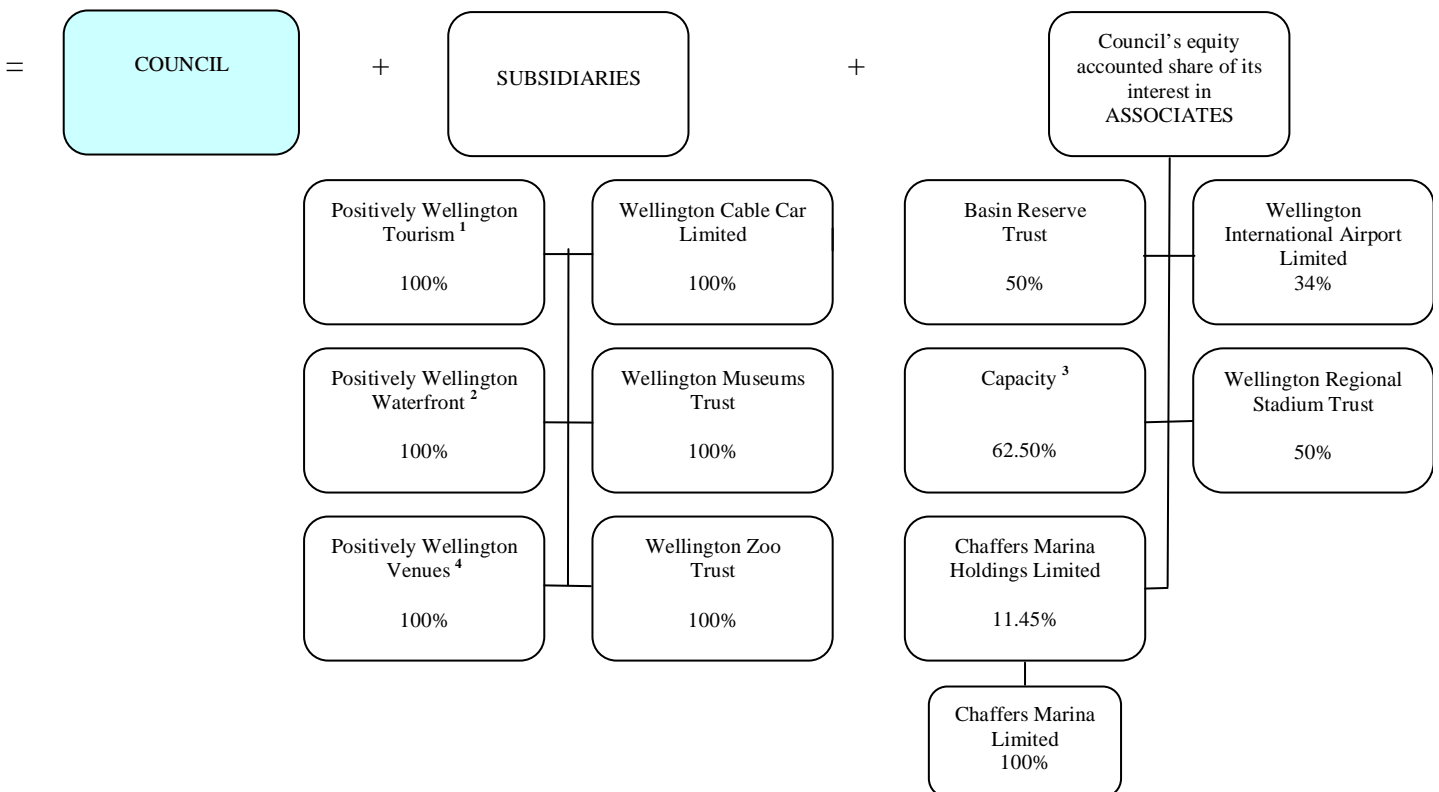 =
COUNCIL
+
SUBSIDIARIES
+
Council’s equity
accounted share of its
interest in
ASSOCIATES
Positively Wellington
Tourism 1
100%
Wellington Cable Car
Limited
100%
Basin Reserve
Trust
50%
Wellington
International Airport
Limited
34%
Positively Wellington
Waterfront 2
100%
Wellington Museums
Trust
100%
Capacity 3
62.50%
Wellington Regional
Stadium Trust
50%
Positively Wellington
Venues 4
100%
Wellington Zoo
Trust
100%
Chaffers Marina
Holdings Limited
11.45%
Chaffers Marina
Limited
100%